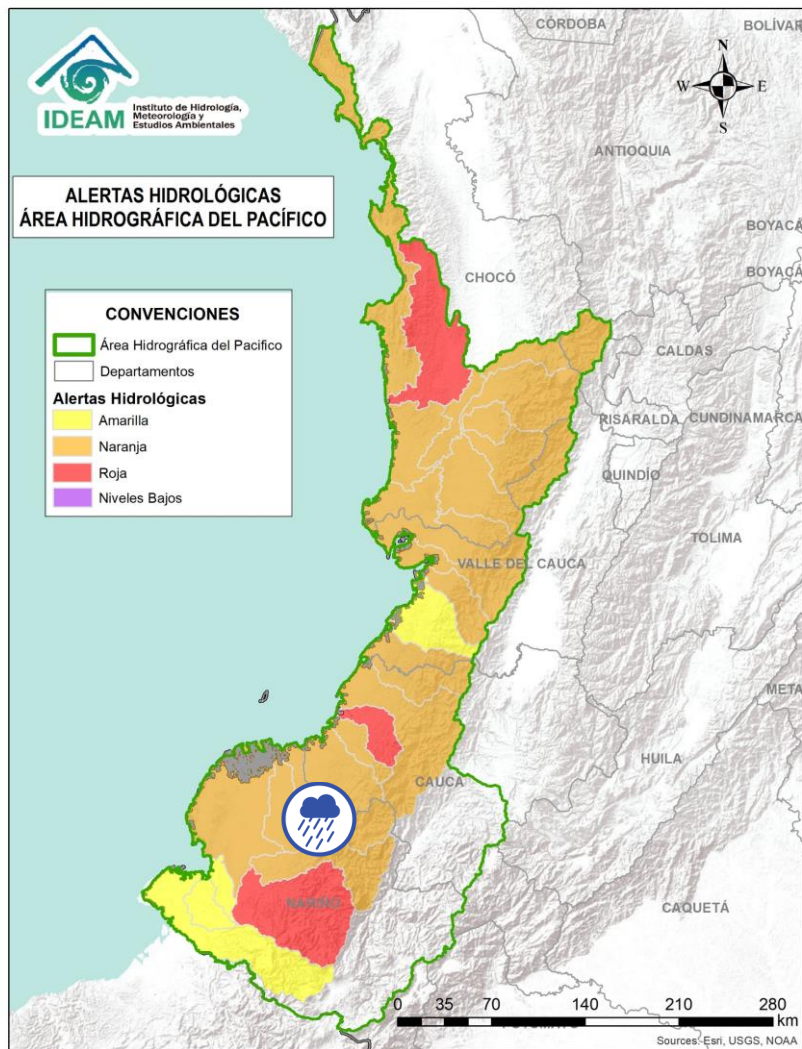 CÓRDOBA
BOLÍVAR
IDEAM
Instituto de Hidrología,
Meteorología y
Estudios Ambientales
N
W
E
S
ANTIOQUIA
ALERTAS HIDROLÓGICAS
ÁREA HIDROGRÁFICA DEL PACÍFICO
BOYACÁ
BOYACÁ
CHOCÓ
CONVENCIONES
Área Hidrográfica del Pacifico
Departamentos
Alertas Hidrológicas
Amarilla
Naranja
Roja
Niveles Bajos
CALDAS
RISARALDA
CUNDINAMARCA
QUINDÍO
TOLIMA
VALLE DEL CAUCA
META
HUILA
CAUCA
NARIÑO
CAQUETÁ
0 35 70 140 210 280
km
Sources: Esri, USGS, NOAA